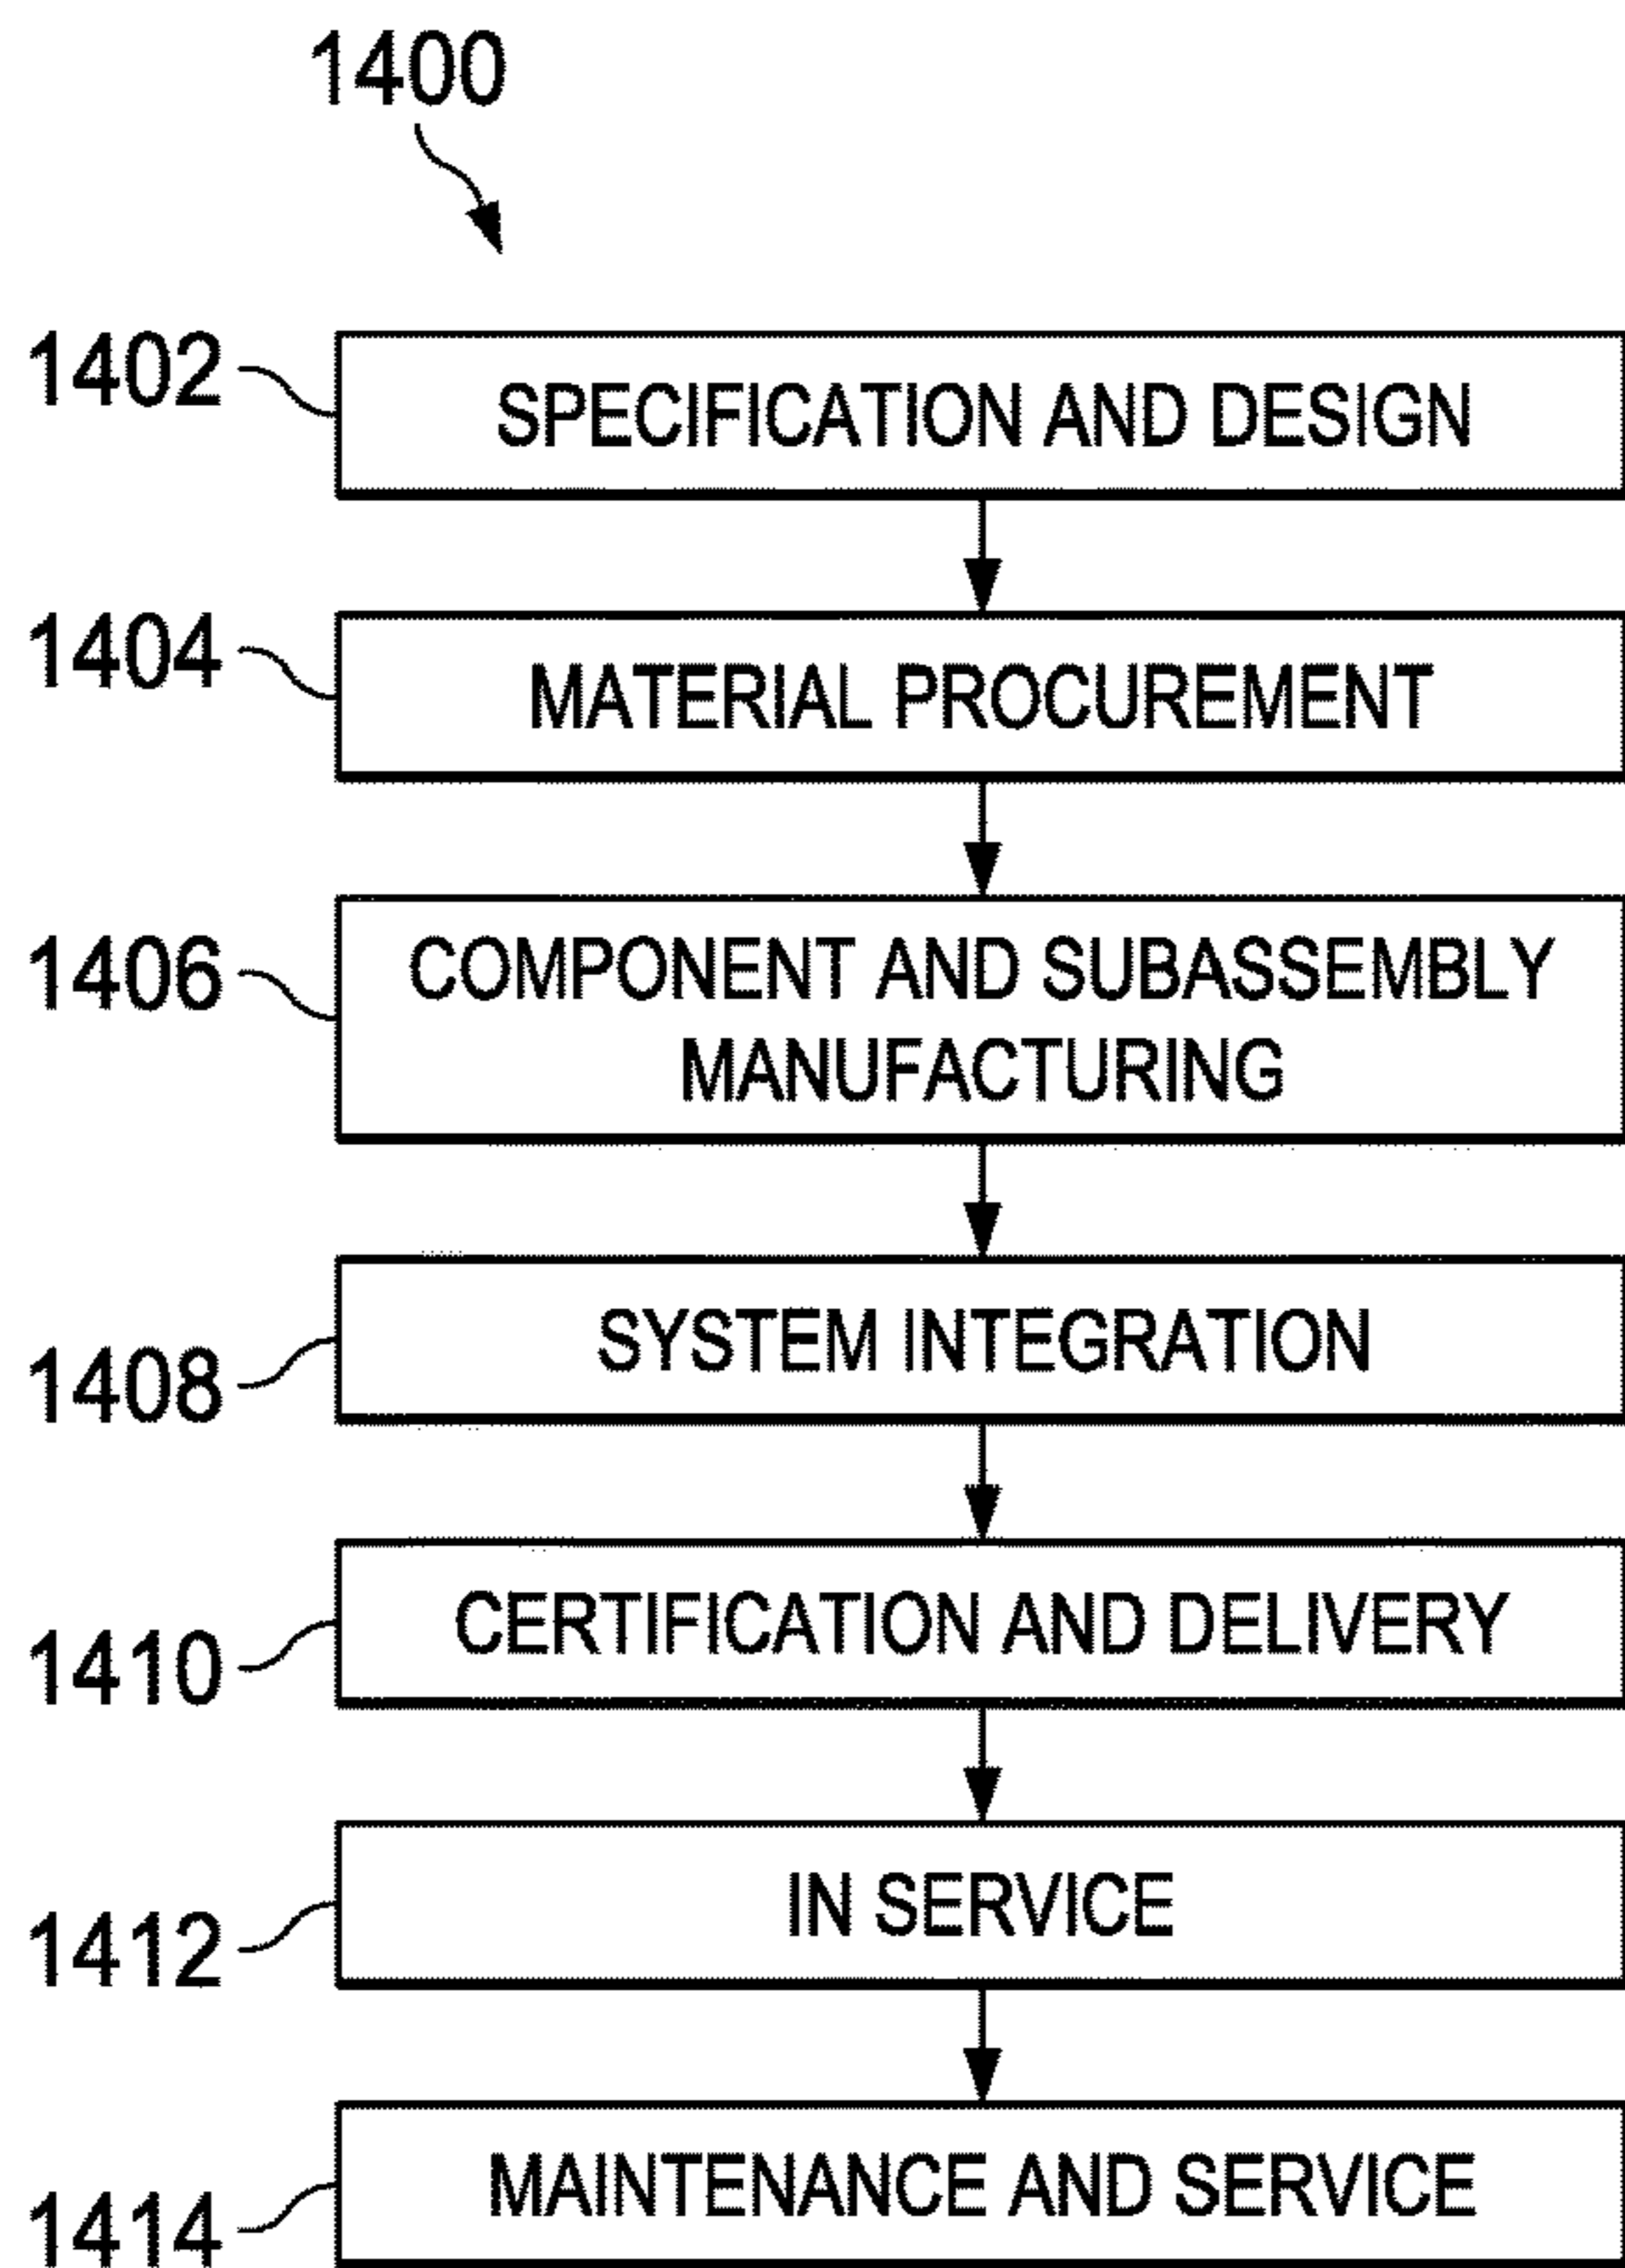 1400
1402
SPECIFICATION AND DESIGN
1404
MATERIAL PROCUREMENT
1406
COMPONENT AND SUBASSEMBLY
MANUFACTURING
1408
SYSTEM INTEGRATION
1410
CERTIFICATION AND DELIVERY
1412
IN SERVICE
1414
MAINTENANCE AND SERVICE